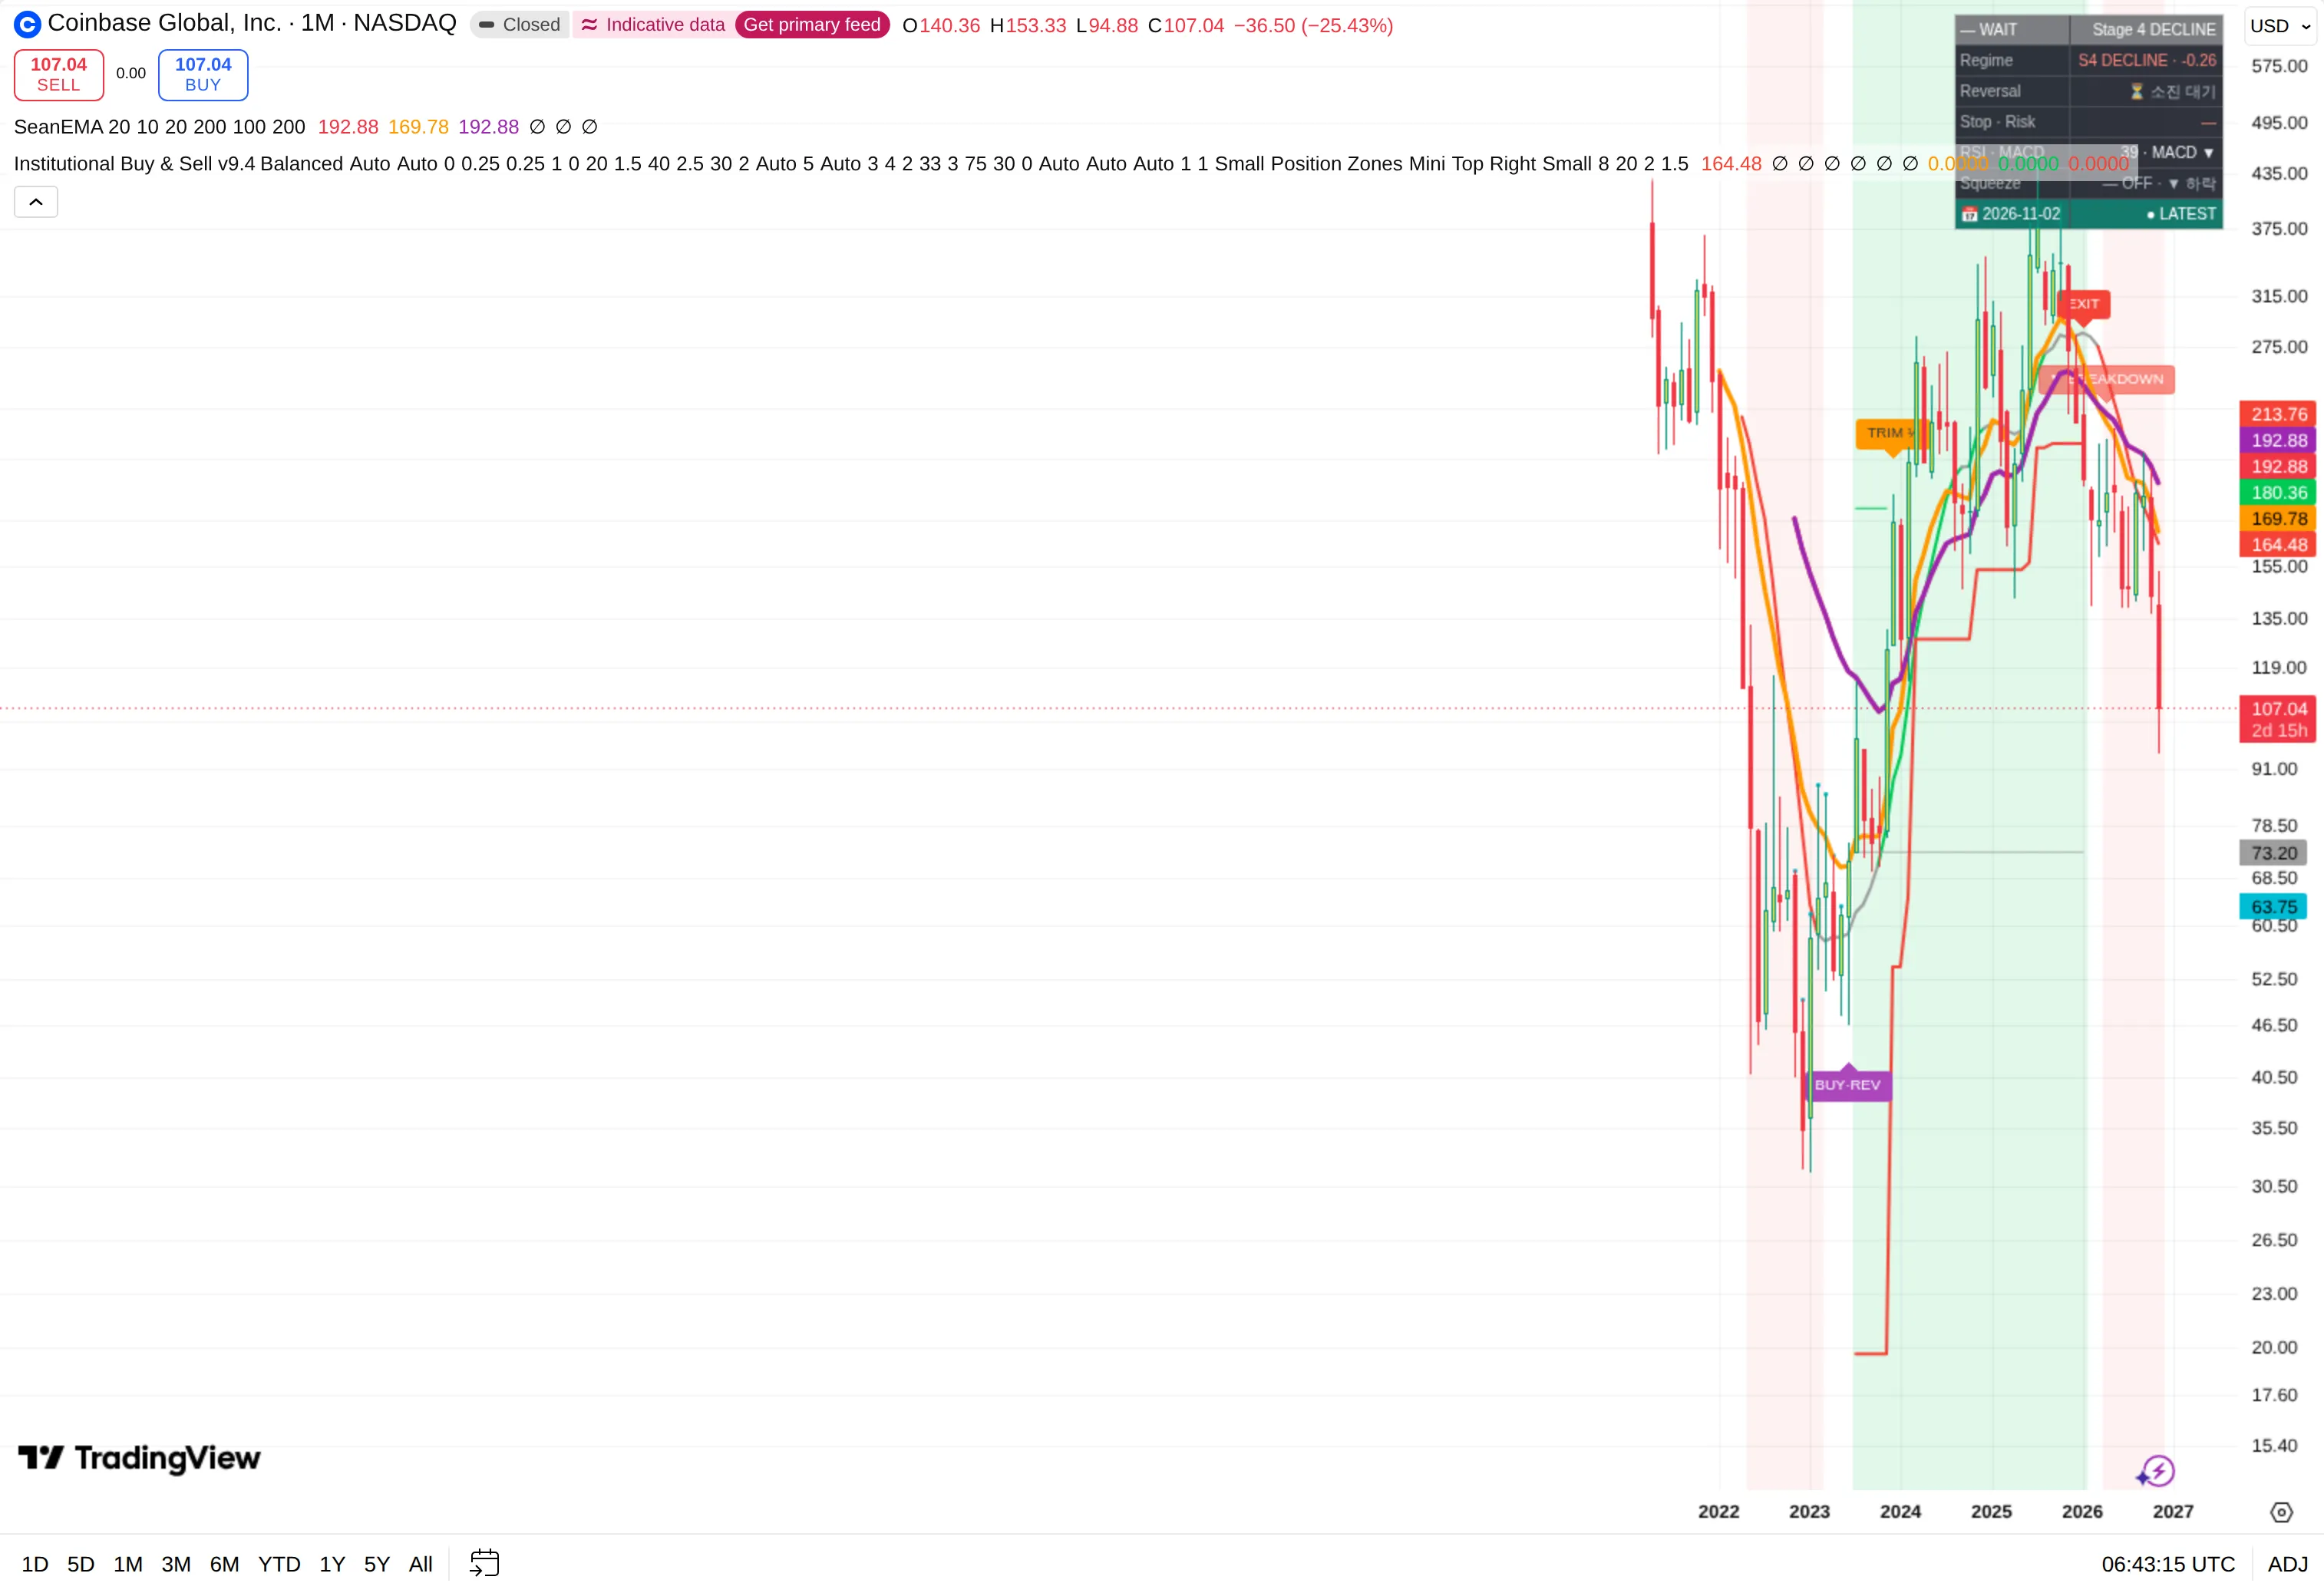 Coinbase Global, Inc. · 1M · NASDAQ Closed Indicative data Get primary feed O140.36 H153.33 L94.88 C107.04 −36.50 (−25.43%)
107.04 SELL
0.00
107.04 BUY
SeanEMA 20 10 20 200 100 200 192.88 169.78 192.88 ∅ ∅ ∅
Institutional Buy & Sell v9.4 Balanced Auto Auto 0 0.25 0.25 1 0 20 1.5 40 2.5 30 2 Auto 5 Auto 3 4 2 33 3 75 30 0 Auto Auto Auto 1 1 Small Position Zones Mini Top Right Small 8 20 2 1.5 164.48 ∅ ∅ ∅ ∅ ∅ ∅ 0.0000 0.0000 0.0000
— WAIT Stage 4 DECLINE
Regime S4 DECLINE · -0.26
Reversal ⏳ 소진 대기
Stop · Risk —
RSI · MACD 39 · MACD ▼
Squeeze — OFF · ▼ 하락
📅 2026-11-02 ● LATEST
USD
575.00
495.00
435.00
375.00
315.00
275.00
213.76
192.88
192.88
180.36
169.78
164.48
155.00
135.00
119.00
107.04
2d 15h
91.00
78.50
73.20
68.50
63.75
60.50
52.50
46.50
40.50
35.50
30.50
26.50
23.00
20.00
17.60
15.40
EXIT
TRIM
BUY-REV
TradingView
2022 2023 2024 2025 2026 2027
1D 5D 1M 3M 6M YTD 1Y 5Y All
06:43:15 UTC ADJ